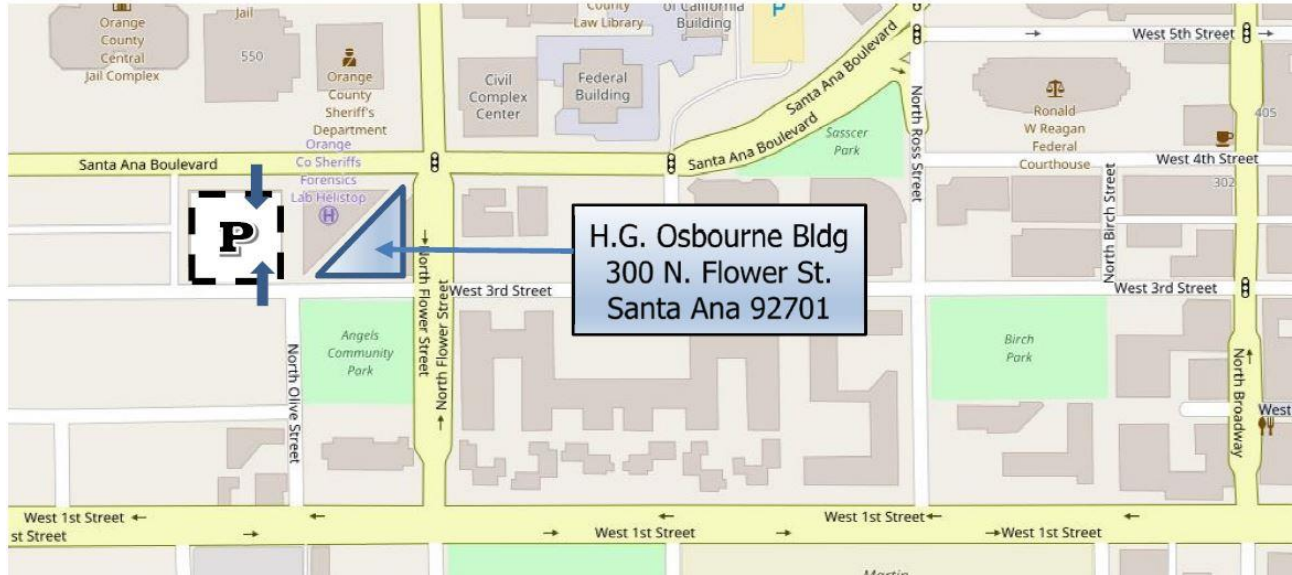 Orange
County
Central
Jail Complex
Jail
550
Orange
County
Sheriff's
Department
Orange
Co Sheriffs
Forensics
Lab Helistop
H
County
Law Library
of California
Building
P
Civil
Complex
Center
Federal
Building
Santa Ana Boulevard
Santa Ana Boulevard
Santa Ana Boulevard
Sasscer
Park
North Ross Street
West 5th Street
Ronald
W Reagan
Federal
Courthouse
405
West 4th Street
302
North Birch Street
P
H.G. Osbourne Bldg
300 N. Flower St.
Santa Ana 92701
North Flower Street
North Flower Street
West 3rd Street
West 3rd Street
Angels
Community
Park
North Olive Street
Birch
Park
North Broadway
West
West 1st Street
st Street
West 1st Street
West 1st Street
West 1st Street